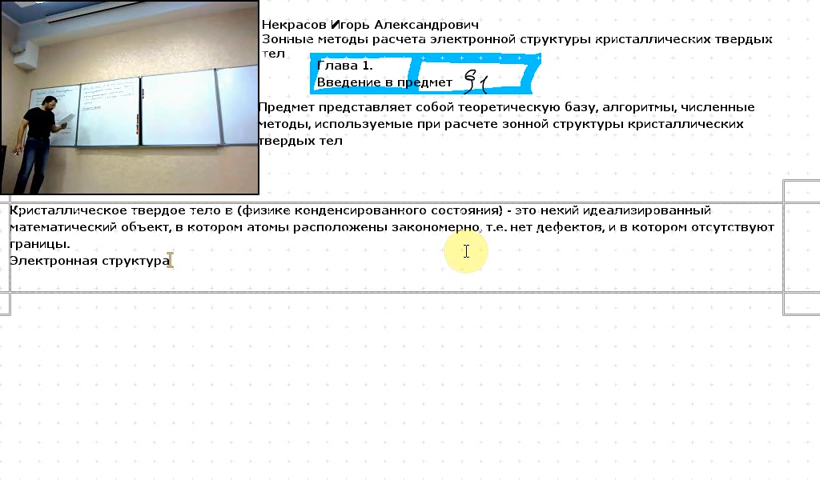 Некрасов Игорь Александрович
Зонные методы расчета электронной структуры кристаллических твердых
тел
Глава 1.
Введение в предмет §1
Предмет представляет собой теоретическую базу, алгоритмы, численные
методы, используемые при расчете зонной структуры кристаллических
твердых тел
Кристаллическое твердое тело в (физике конденсированного состояния) - это некий идеализированный
математический объект, в котором атомы расположены закономерно, т.е. нет дефектов, и в котором отсутствуют
границы.
Электронная структура